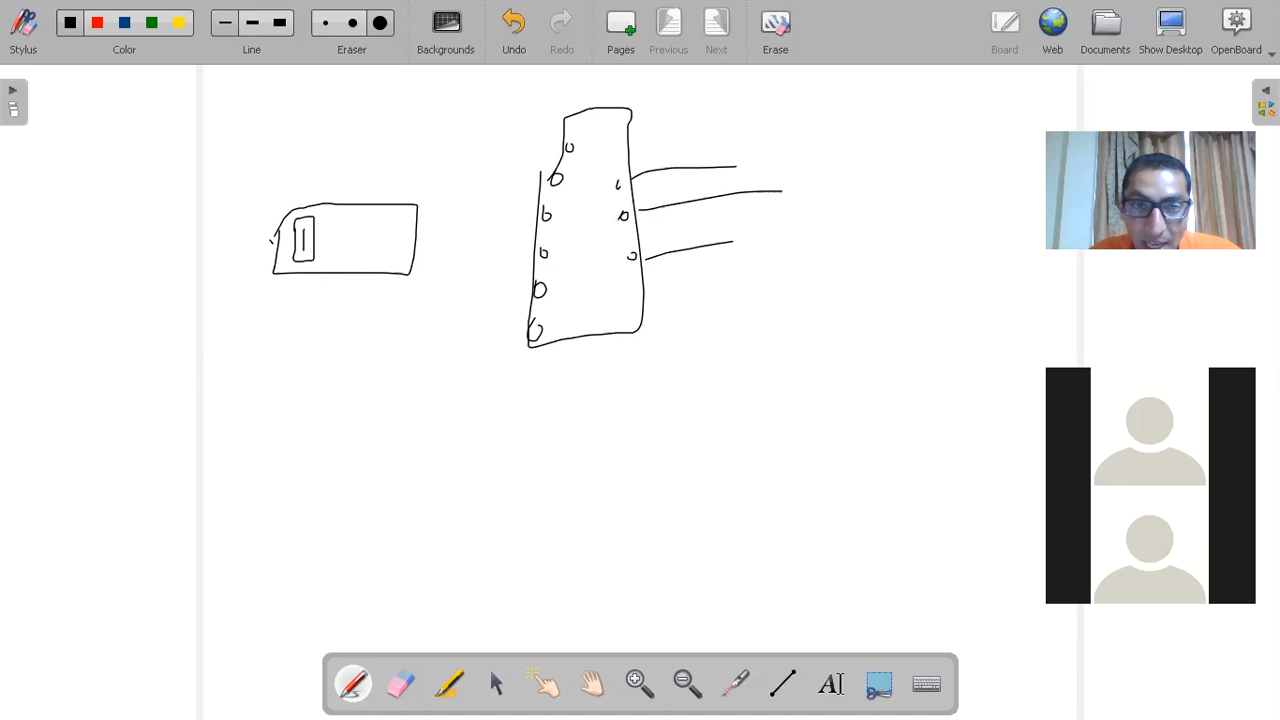 Stylus
Color
Line
Eraser
Backgrounds
Undo
Redo
Pages
Previous
Next
Erase
Board
Web
Documents
Show Desktop
OpenBoard